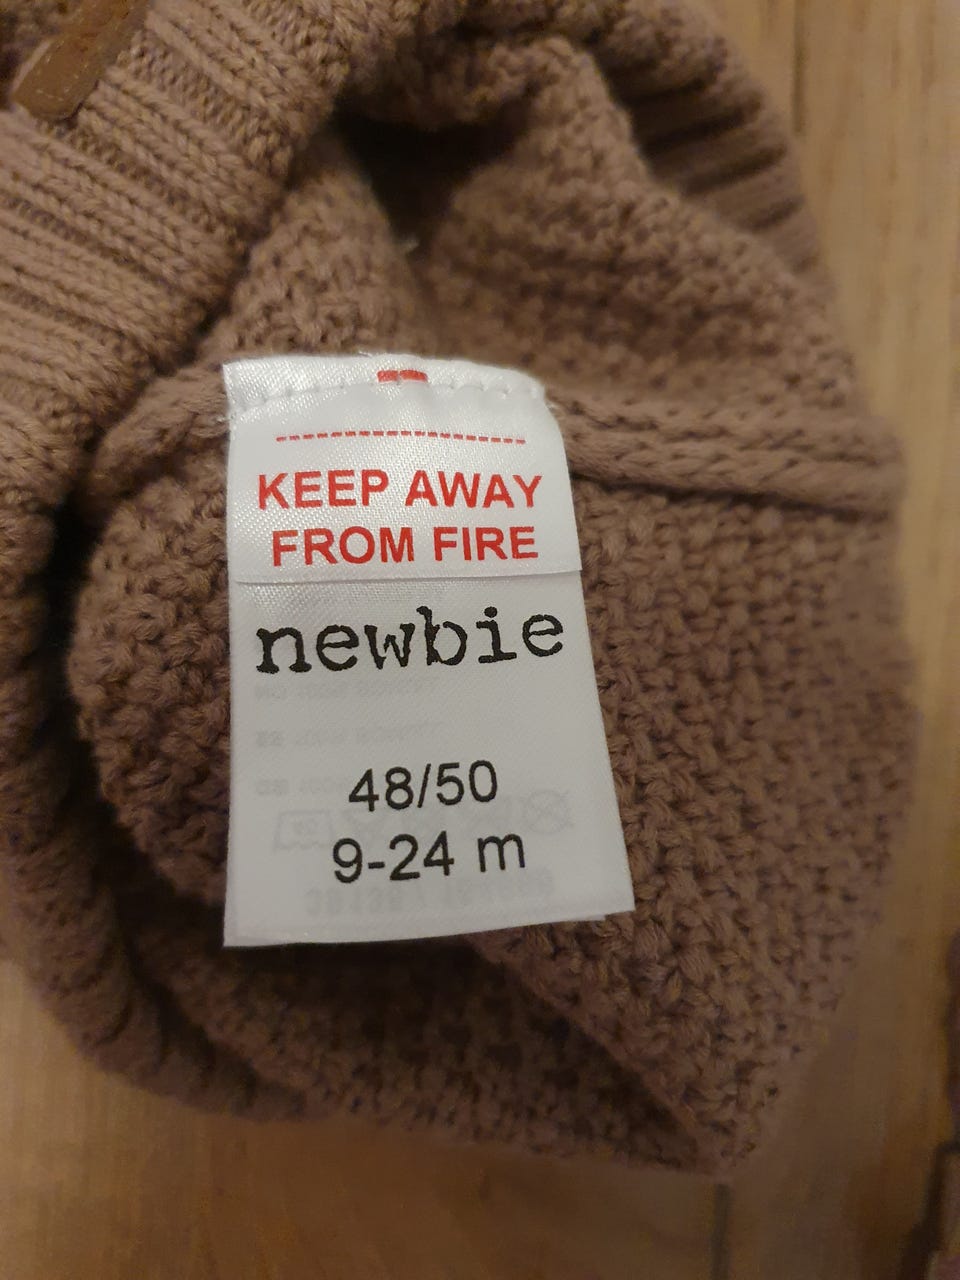 KEEP AWAY
FROM FIRE
newbie
48/50
9-24 m